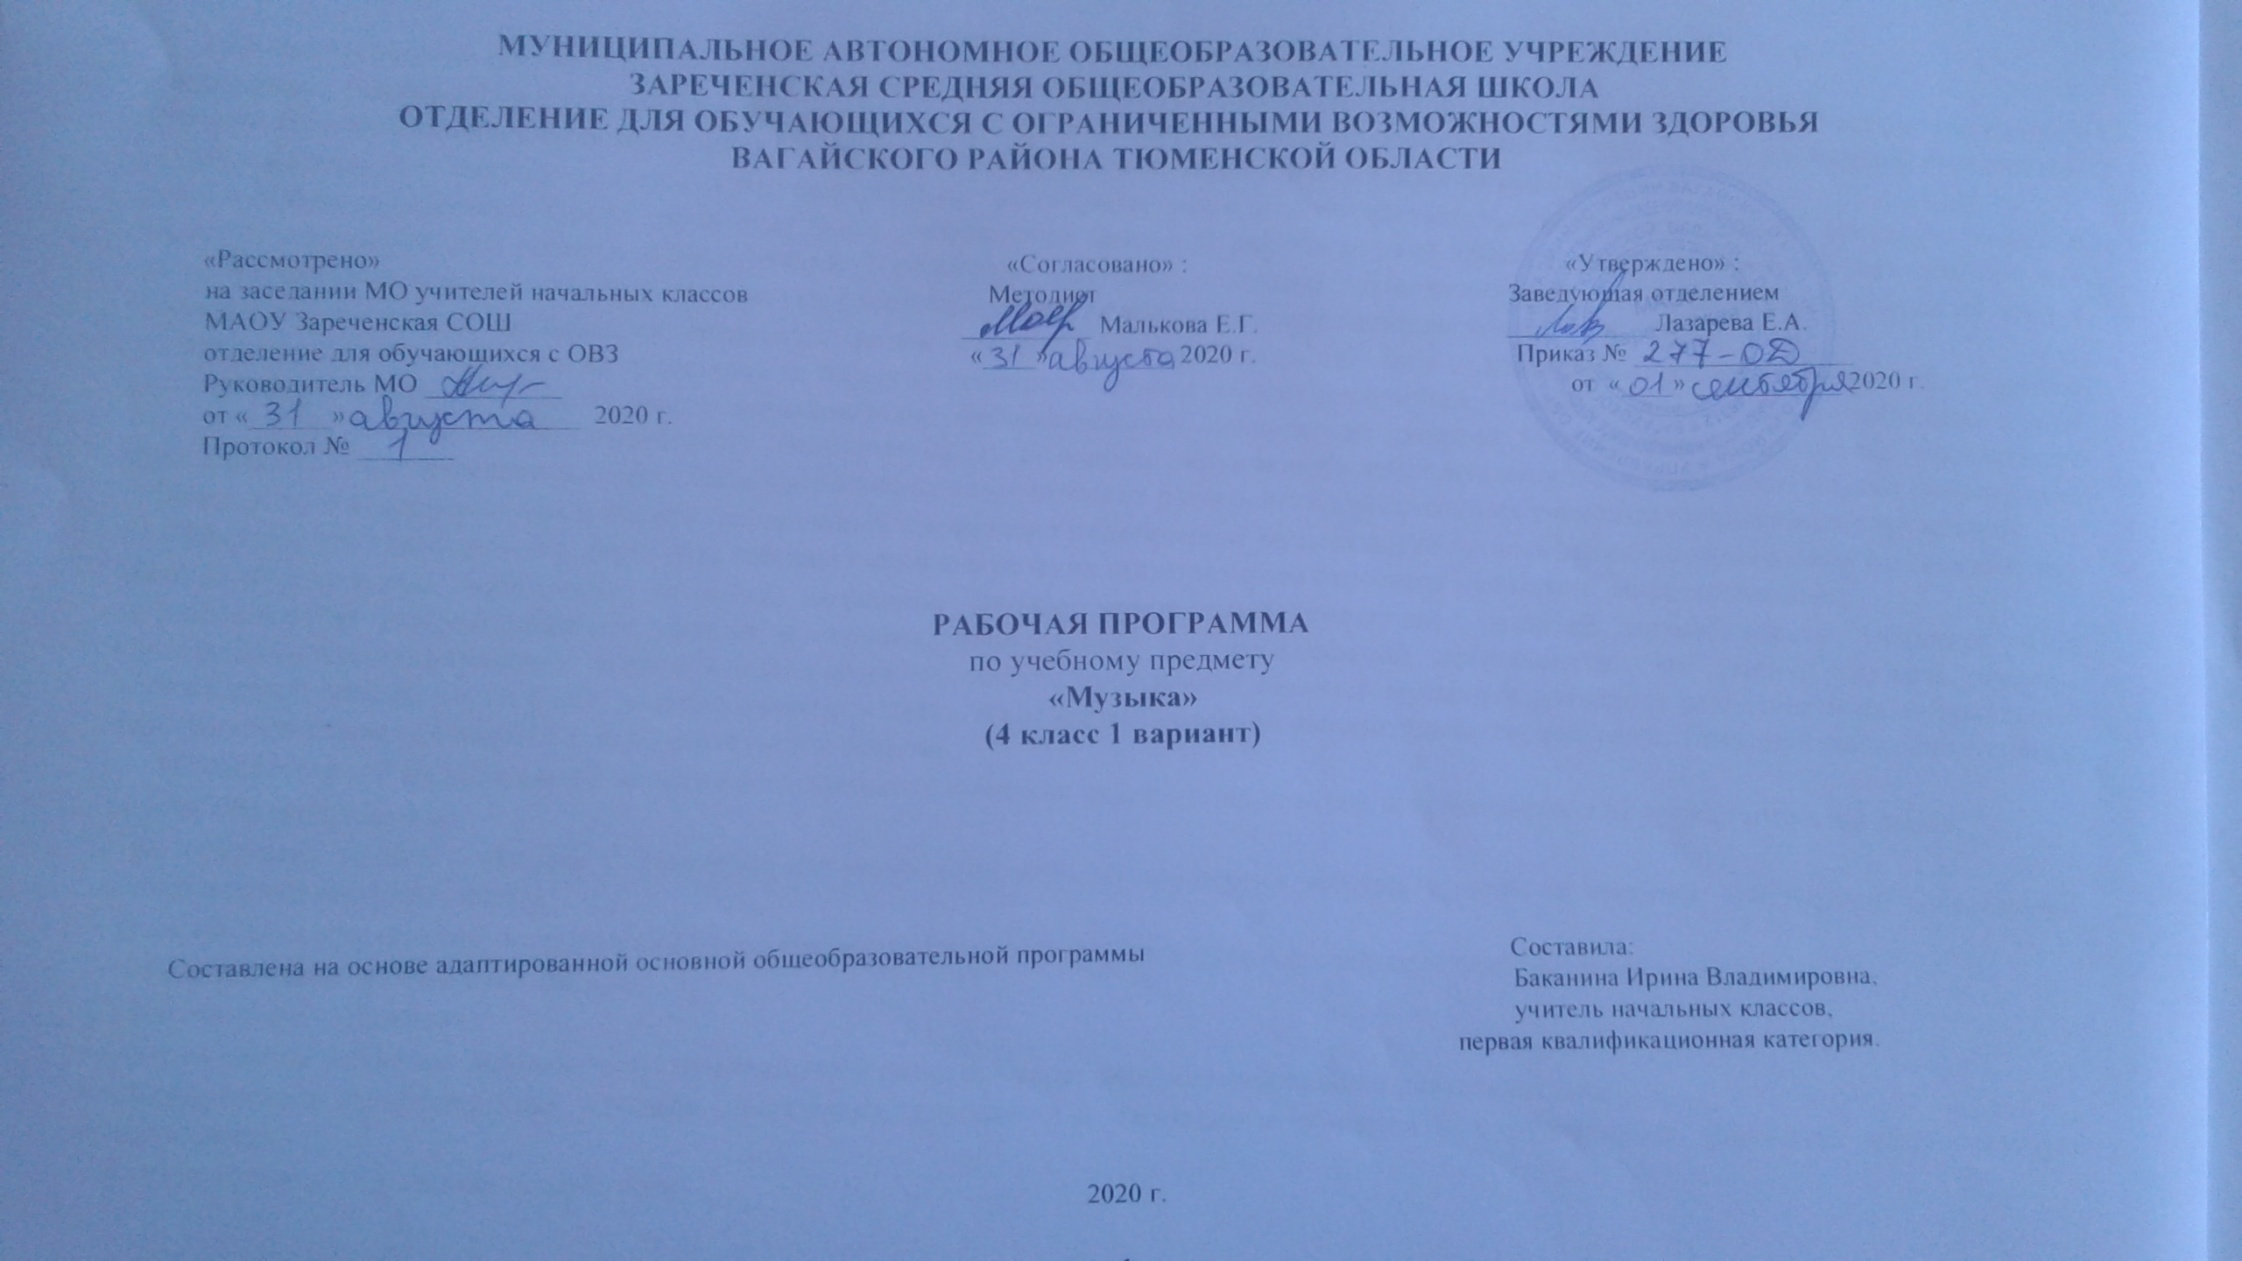 МУНИЦИПАЛЬНОЕ АВТОНОМНОЕ ОБЩЕОБРАЗОВАТЕЛЬНОЕ УЧРЕЖДЕНИЕ
ЗАРЕЧЕНСКАЯ СРЕДНЯЯ ОБЩЕОБРАЗОВАТЕЛЬНАЯ ШКОЛА
ОТДЕЛЕНИЕ ДЛЯ ОБУЧАЮЩИХСЯ С ОГРАНИЧЕННЫМИ ВОЗМОЖНОСТЯМИ ЗДОРОВЬЯ
ВАГАЙСКОГО РАЙОНА ТЮМЕНСКОЙ ОБЛАСТИ
«Рассмотрено»
на заседании МО учителей начальных классов
МАОУ Зареченская СОШ
отделение для обучающихся с ОВЗ
Руководитель МО
от « 31 » августа 2020 г.
Протокол № 1
«Согласовано» :
Методист
Малькова Е.Г.
« 31 » августа 2020 г.
«Утверждено» :
Заведующая отделением
Лазарева Е.А.
Приказ № 277-ОД
от « 01 » сентября 2020 г.
РАБОЧАЯ ПРОГРАММА
по учебному предмету
«Музыка»
(4 класс 1 вариант)
Составлена на основе адаптированной основной общеобразовательной программы
Составила:
Баканина Ирина Владимировна,
учитель начальных классов,
первая квалификационная категория.
2020 г.